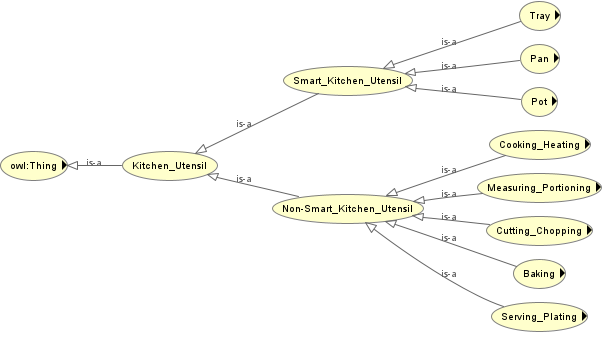 Tray
is-a
Pan
is-a
Smart_Kitchen_Utensil
is-a
Pot
is-a
Cooking_Heating
owl:Thing
is-a
Kitchen_Utensil
is-a
is-a
Measuring_Portioning
is-a
Non-Smart_Kitchen_Utensil
Cutting_Chopping
is-a
is-a
Baking
is-a
Serving_Plating